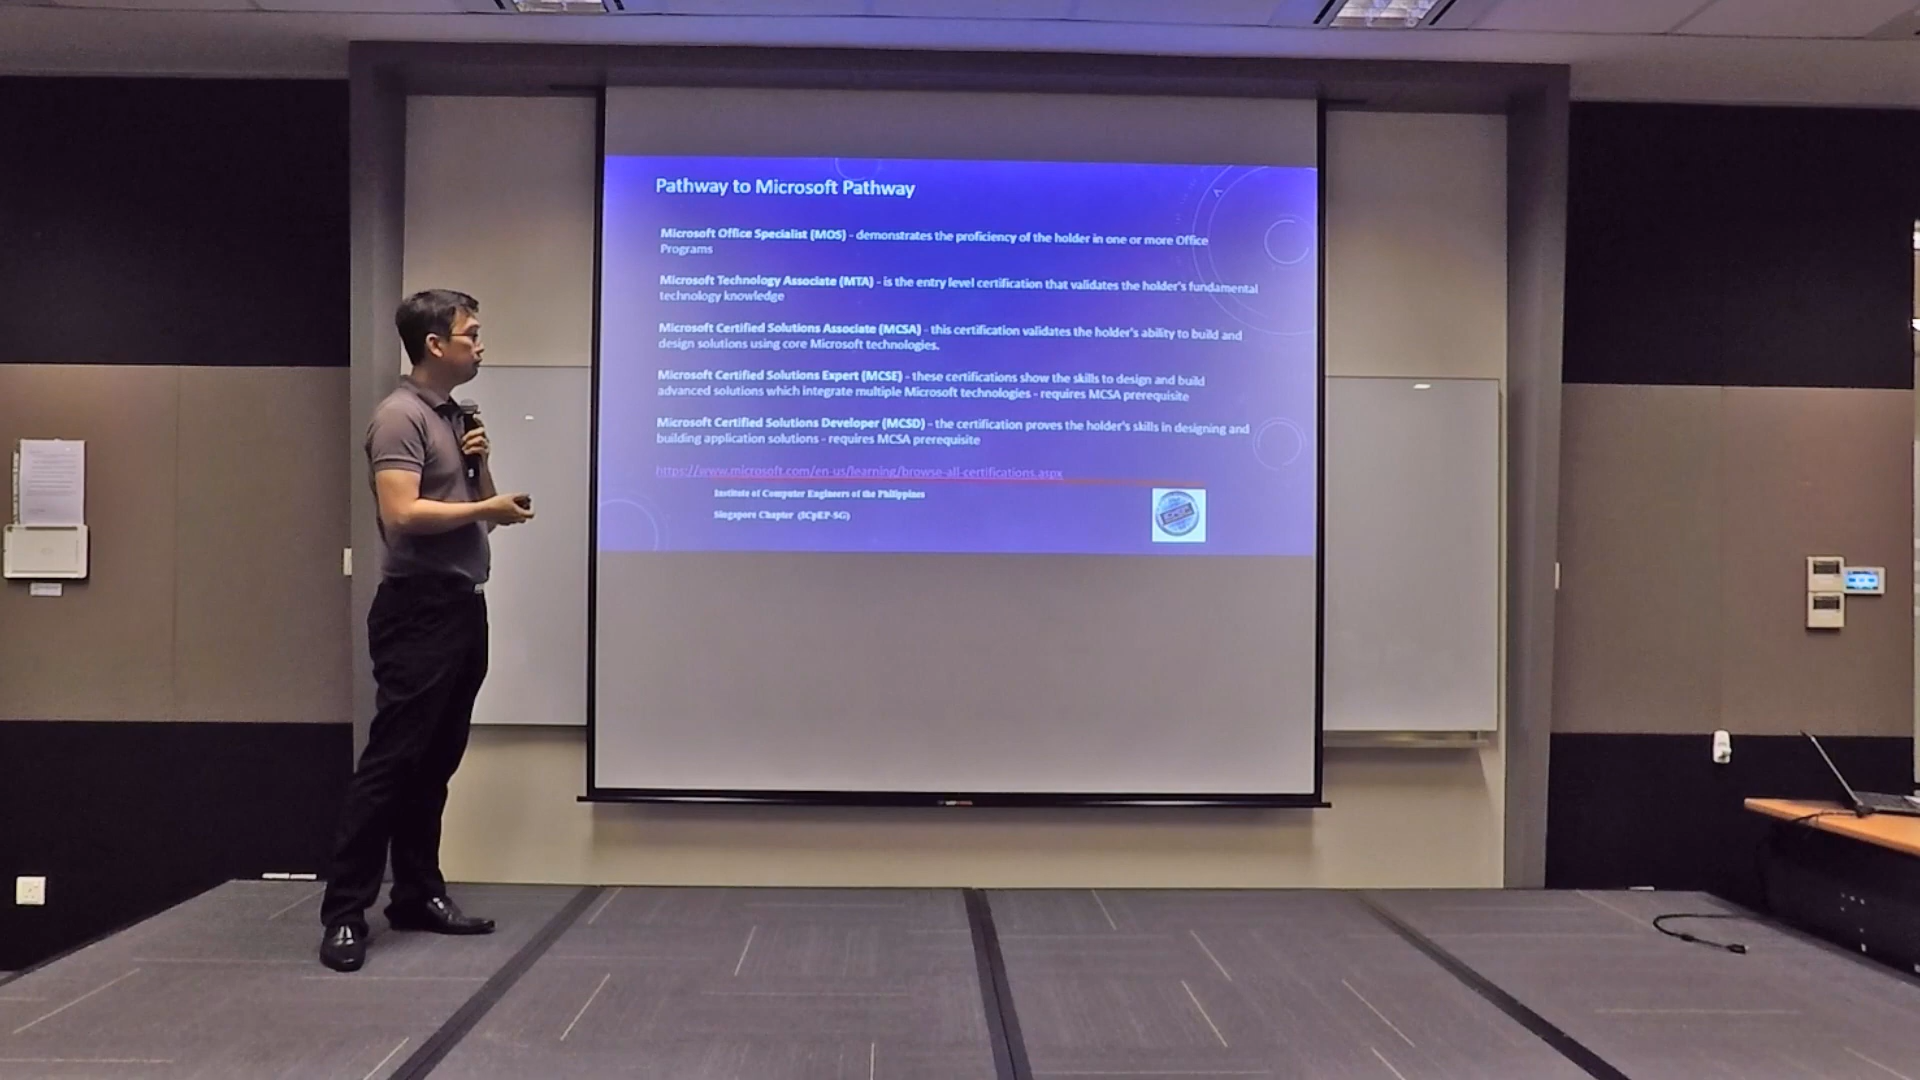 Pathway to Microsoft Pathway
Microsoft Office Specialist (MOS) - demonstrates the proficiency of the holder in one or more Office
Programs
Microsoft Technology Associate (MTA) - is the entry level certification that validates the holder's fundamental
technology knowledge
Microsoft Certified Solutions Associate (MCSA) - this certification validates the holder's ability to build and
design solutions using core Microsoft technologies.
Microsoft Certified Solutions Expert (MCSE) - these certifications show the skills to design and build
advanced solutions which integrate multiple Microsoft technologies - requires MCSA prerequisite
Microsoft Certified Solutions Developer (MCSD) - the certification proves the holder's skills in designing and
building application solutions - requires MCSA prerequisite
https://www.microsoft.com/en-us/learning/browse-all-certifications.aspx
Institute of Computer Engineers of the Philippines
Singapore Chapter (ICpEP-SG)